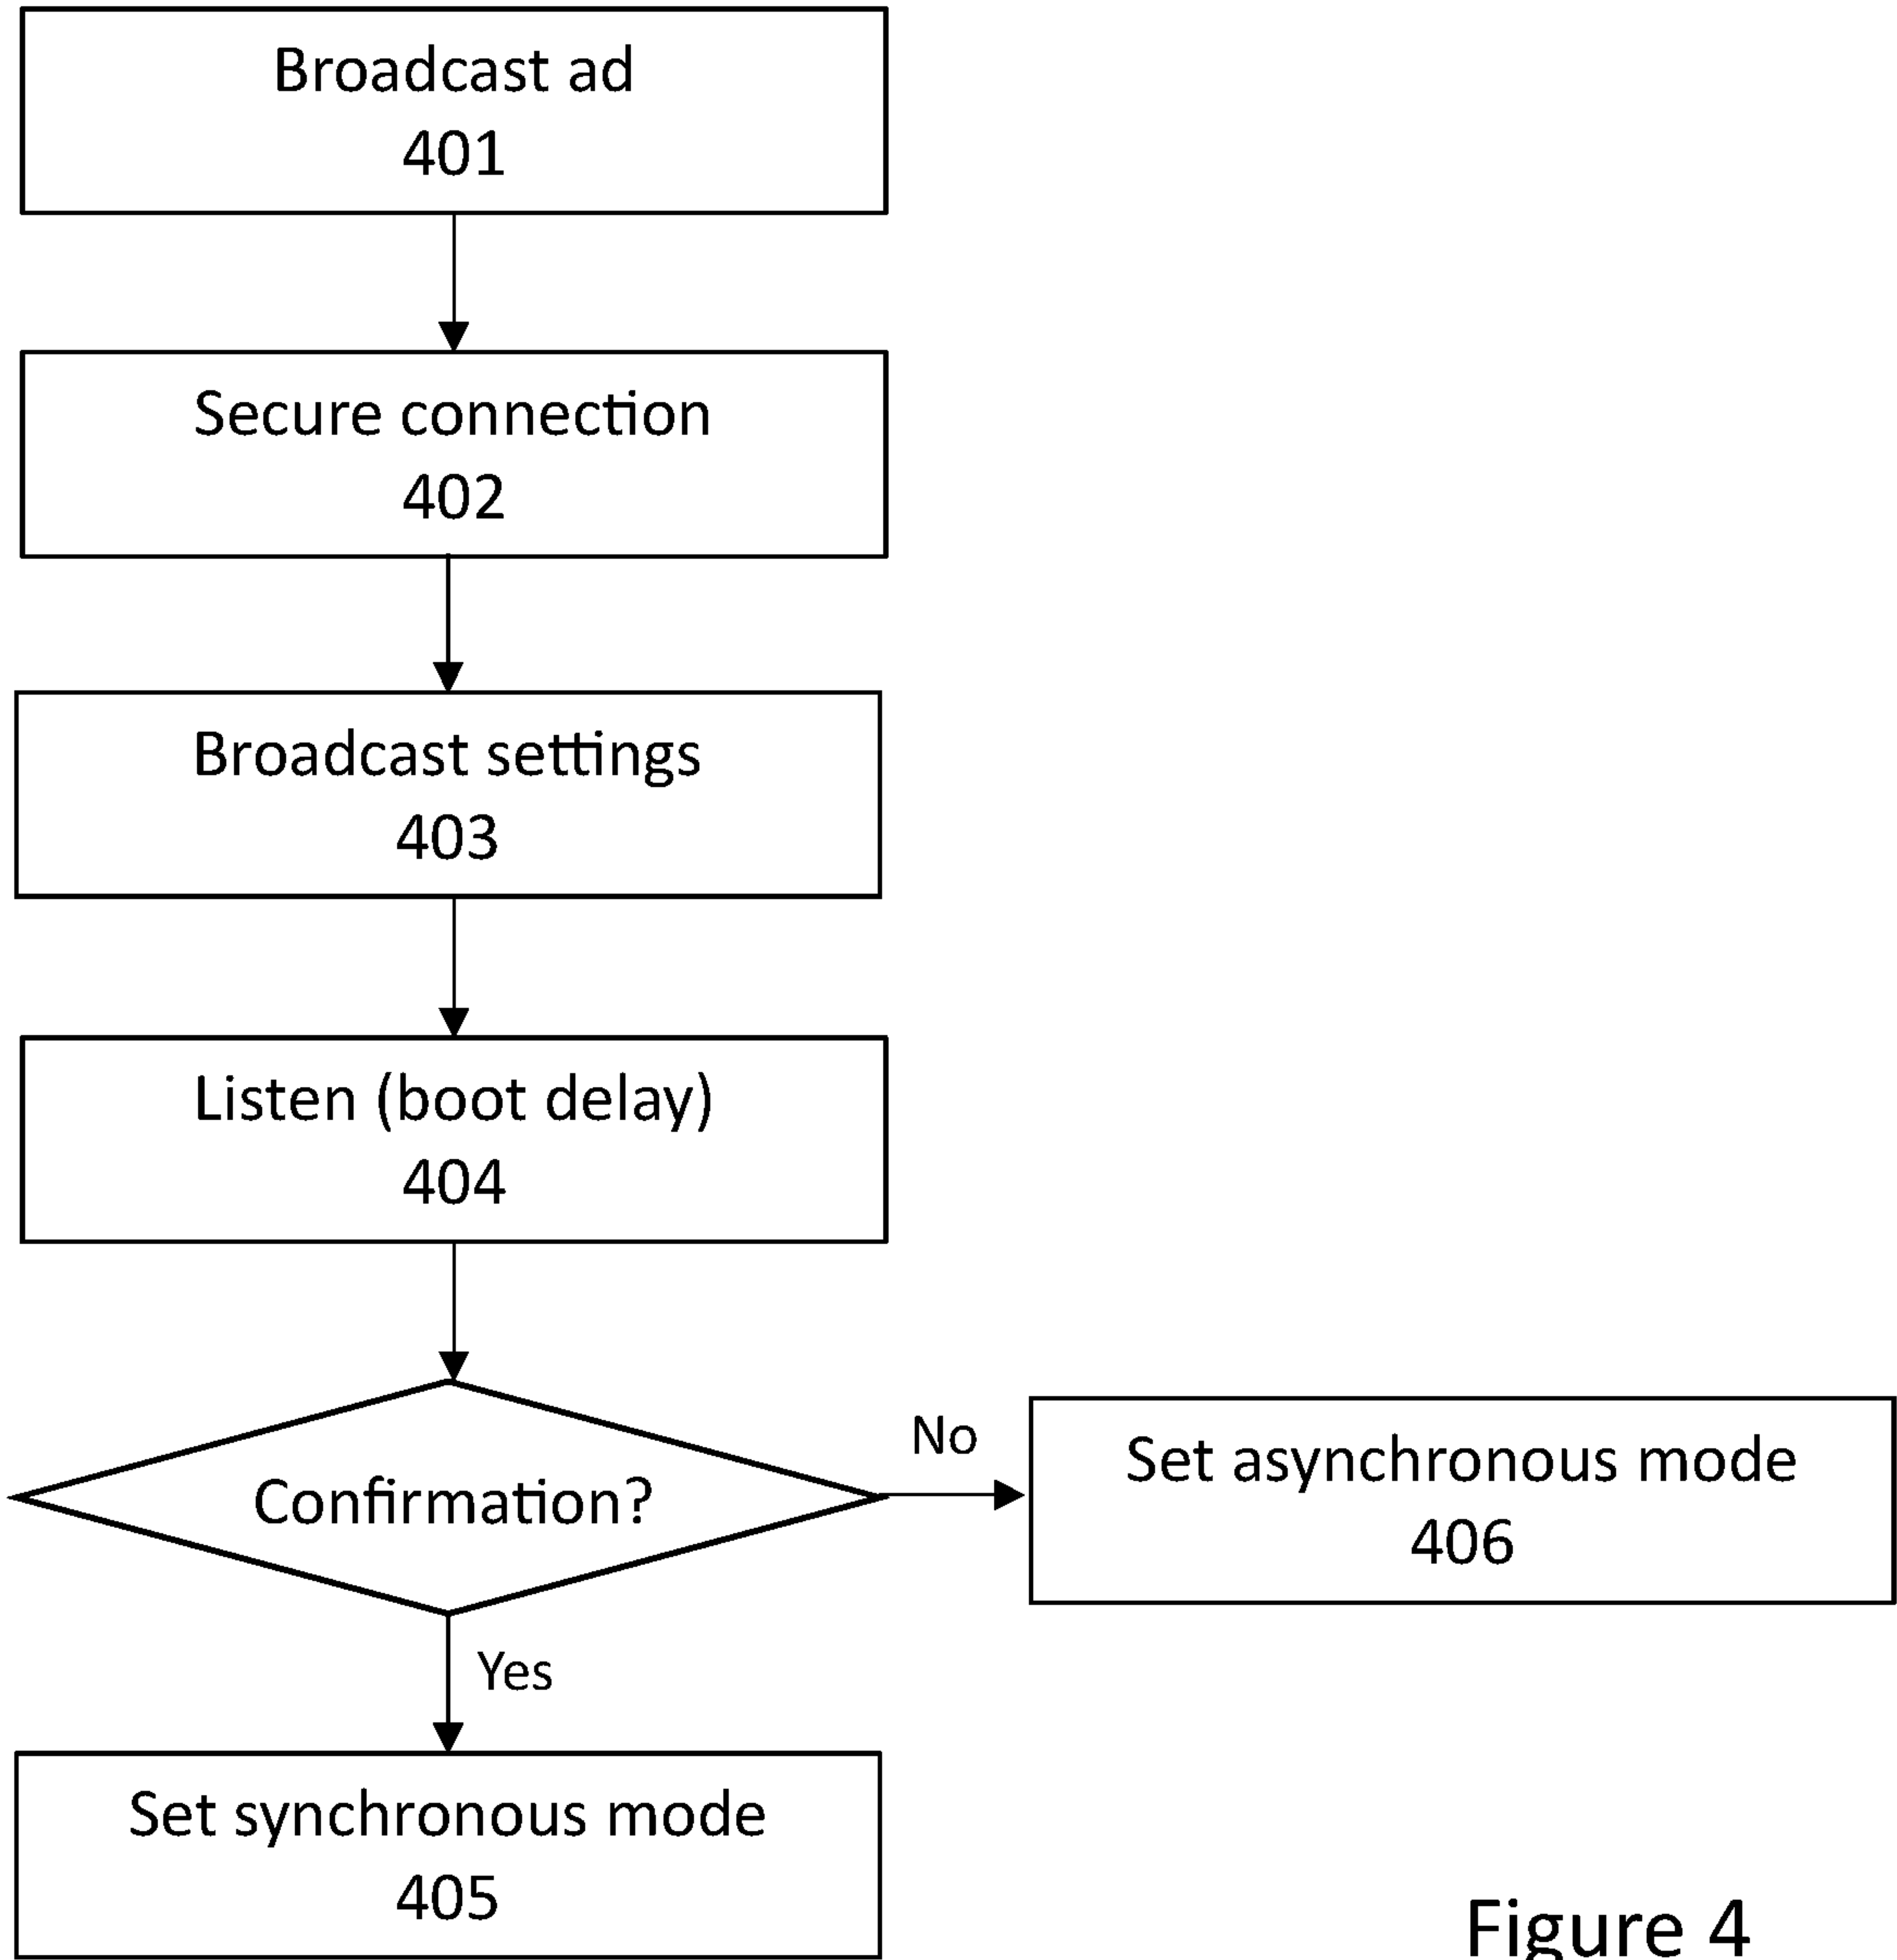 Broadcast ad
401
Secure connection
402
Broadcast settings
403
Listen (boot delay)
404
Confirmation?
No
Set asynchronous mode
406
Yes
Set synchronous mode
405
Figure 4